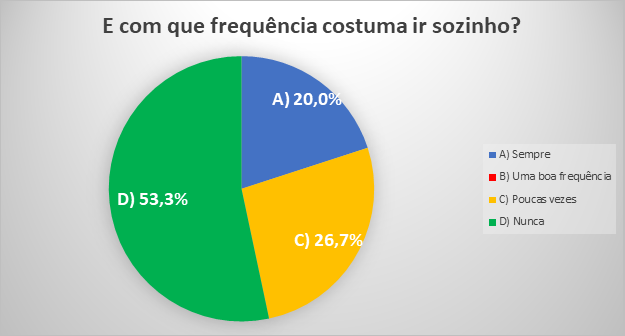 E com que frequência costuma ir sozinho?
A) 20,0%
D) 53,3%
C) 26,7%
A) Sempre
B) Uma boa frequência
C) Poucas vezes
D) Nunca